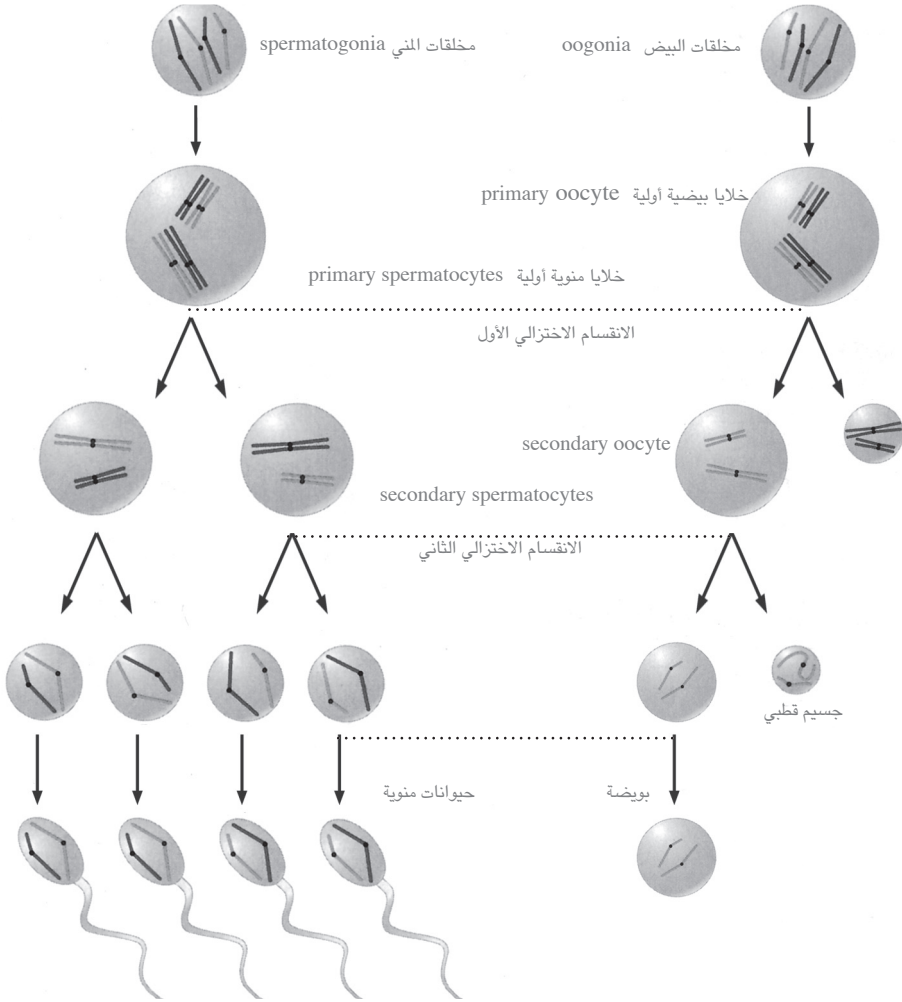 spermatogonia مخلقات المني
oogonia مخلقات البيض
primary oocyte خلايا بيضية أولية
primary spermatocytes خلايا منوية أولية
الانقسام الاختزالي الأول
secondary oocyte
secondary spermatocytes
الانقسام الاختزالي الثاني
جسيم قطبي
حيوانات منوية
بويضة